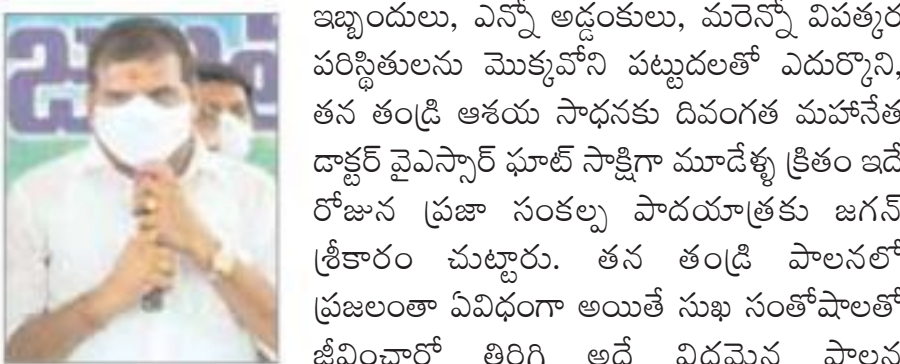 ఇబ్బందులు, ఎన్నో అడ్డంకులు, మరెన్నో విపత్కర
పరిస్థితులను మొక్కవోని పట్టుదలతో ఎదుర్కొని,
తన తండ్రి ఆశయ సాధనకు దివంగత మహానేత
డాక్టర్ వైఎస్సార్ ఘాట్ సాక్షిగా మూడేళ్ళ క్రితం ఇదే
రోజున ప్రజా సంకల్ప పాదయాత్రకు జగన్
శ్రీకారం చుట్టారు. తన తండ్రి పాలనలో
ప్రజలంతా ఏవిధంగా అయితే సుఖ సంతోషాలతో
జీవించారో తిరిగి అదే విధమైన పాలన